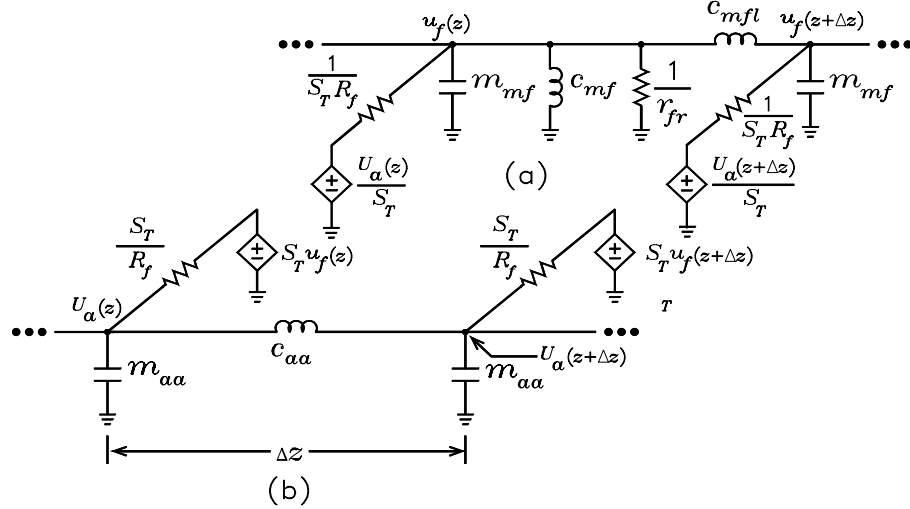 u_f(z)
c_mfl
u_f(z+Δz)
1
S_T R_f
m_mf
c_mf
1
r_fr
m_mf
1
S_T R_f
U_a(z)
S_T
(a)
U_a(z+Δz)
S_T
S_T
R_f
S_T u_f(z)
S_T
R_f
S_T u_f(z+Δz)
T
U_a(z)
c_aa
U_a(z+Δz)
m_aa
m_aa
Δz
(b)